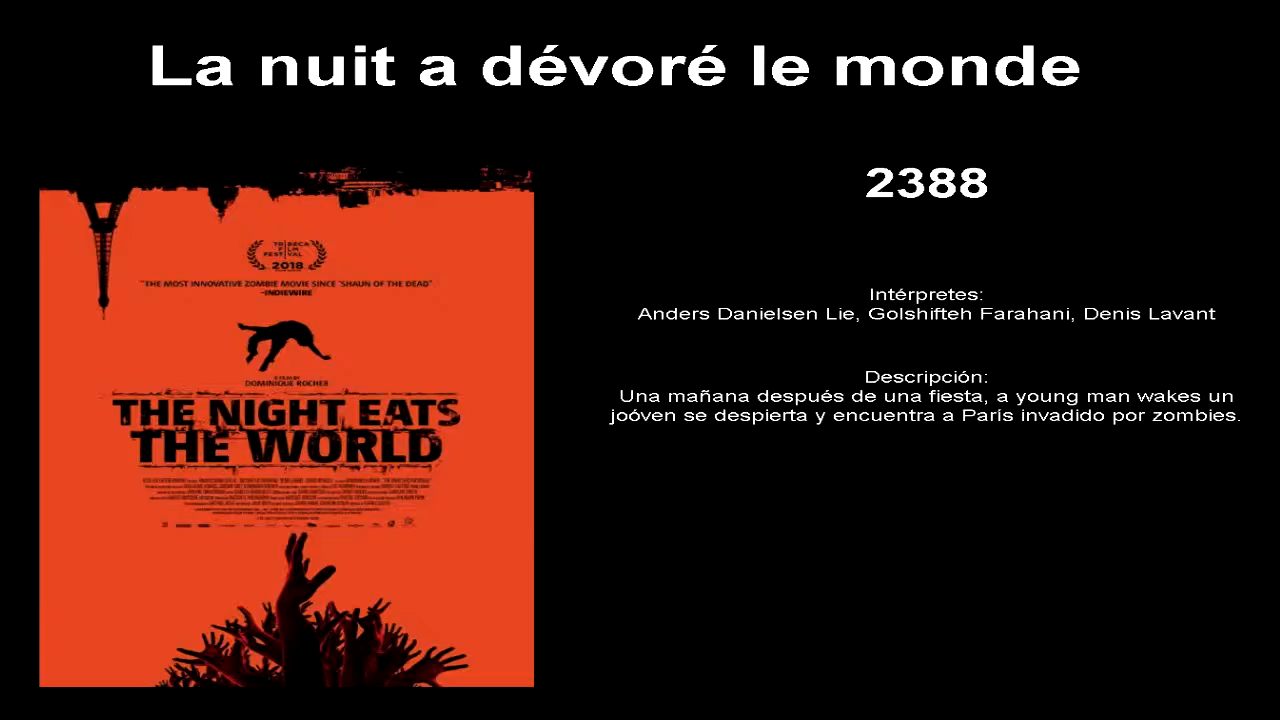 La nuit a dévoré le monde
2388
TRIBECA
FILM
FESTIVAL
2018
"THE MOST INNOVATIVE ZOMBIE MOVIE SINCE 'SHAUN OF THE DEAD"
–INDIEWIRE
A FILM BY
DOMINIQUE ROCHER
THE NIGHT EATS
THE WORLD
Intérpretes:
Anders Danielsen Lie, Golshifteh Farahani, Denis Lavant
Descripción:
Una mañana después de una fiesta, a young man wakes un
joóven se despierta y encuentra a París invadido por zombies.